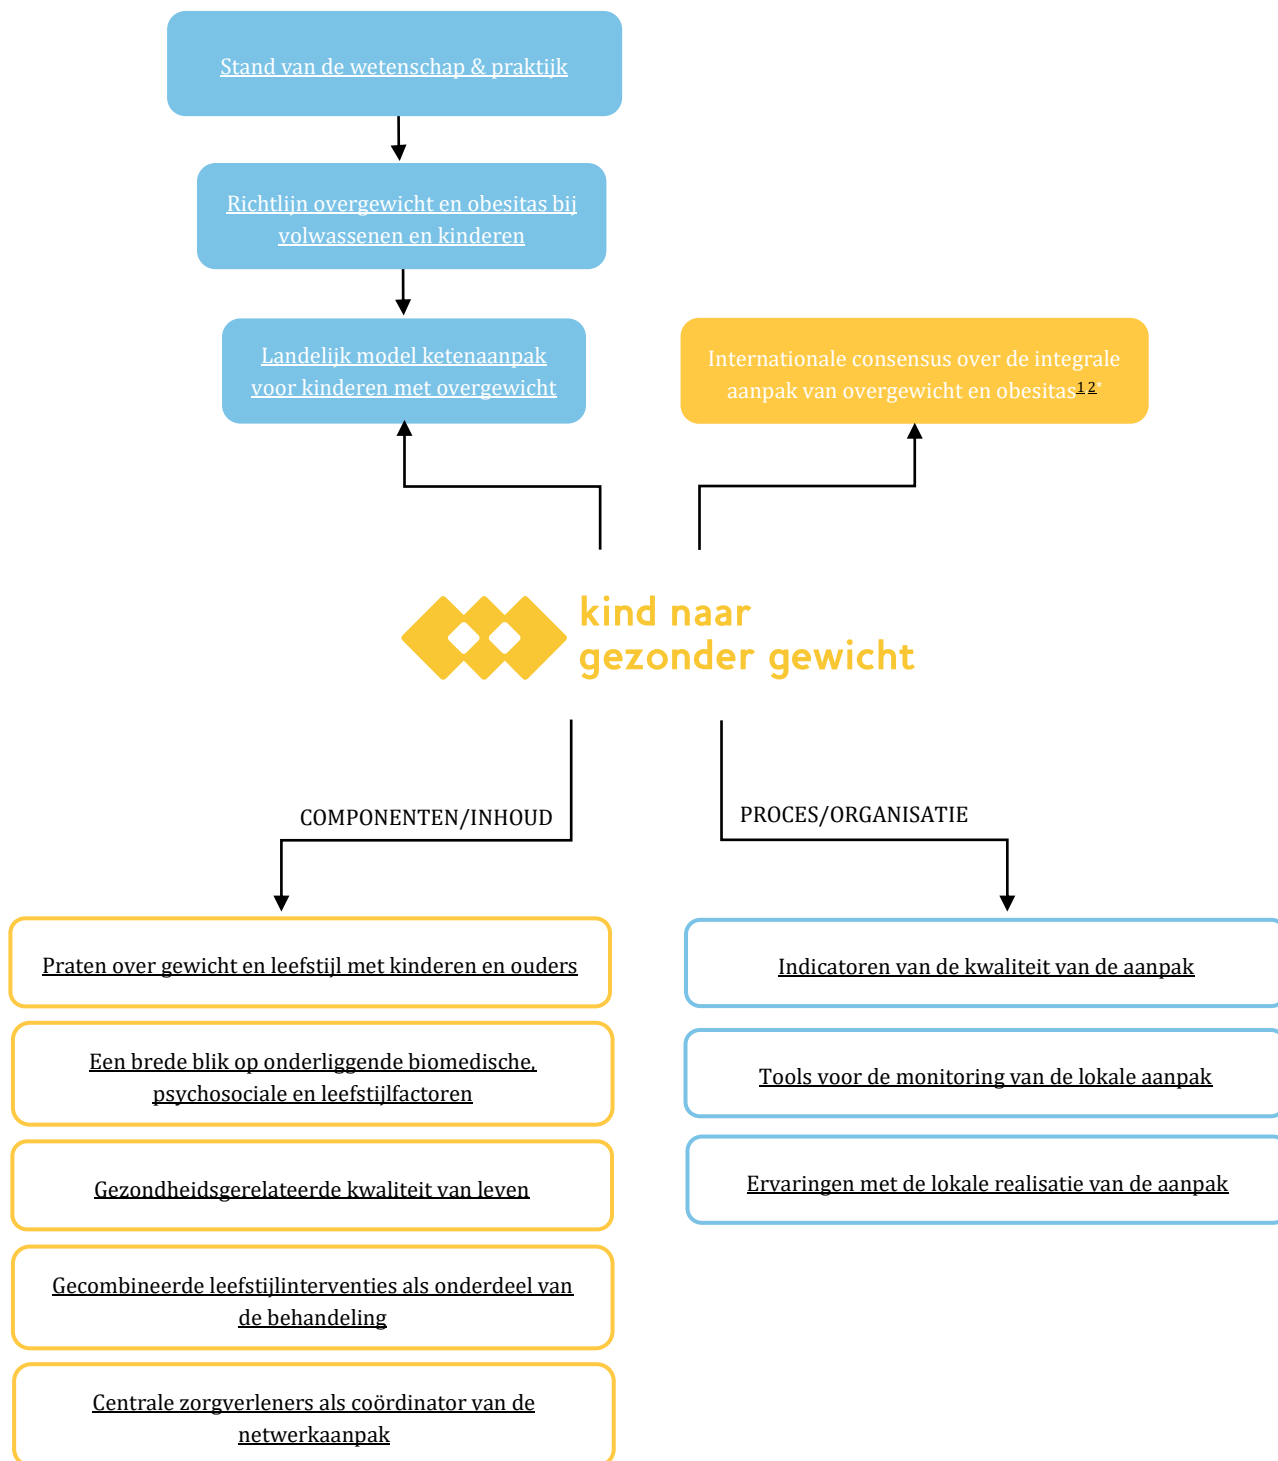 Stand van de wetenschap & praktijk
Richtlijn overgewicht en obesitas bij
volwassenen en kinderen
Landelijk model ketenaanpak
voor kinderen met overgewicht
Internationale consensus over de integrale
aanpak van overgewicht en obesitas1 2*
kind naar
gezonder gewicht
COMPONENTEN/INHOUD
Praten over gewicht en leefstijl met kinderen en ouders
Een brede blik op onderliggende biomedische,
psychosociale en leefstijlfactoren
Gezondheidsgerelateerde kwaliteit van leven
Gecombineerde leefstijlinterventies als onderdeel van
de behandeling
Centrale zorgverleners als coördinator van de
netwerkaanpak
PROCES/ORGANISATIE
Indicatoren van de kwaliteit van de aanpak
Tools voor de monitoring van de lokale aanpak
Ervaringen met de lokale realisatie van de aanpak